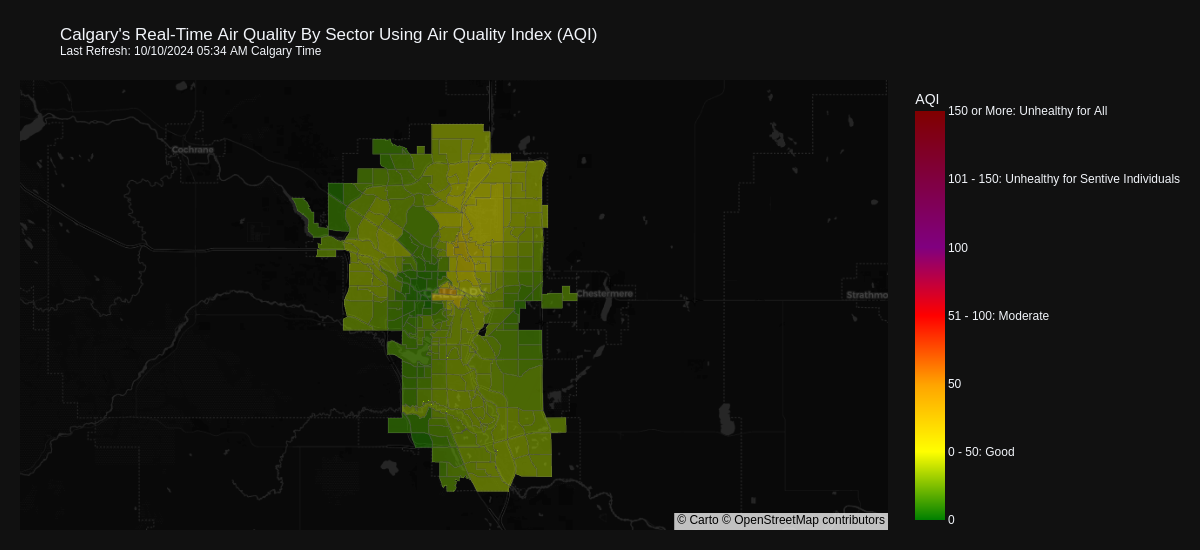 Calgary's Real-Time Air Quality By Sector Using Air Quality Index (AQI)
Last Refresh: 10/10/2024 05:34 AM Calgary Time
AQI
150 or More: Unhealthy for All
Cochrane
101 - 150: Unhealthy for Sentive Individuals
100
Chestermere
Strathmo
51 - 100: Moderate
50
0 - 50: Good
0
© Carto © OpenStreetMap contributors